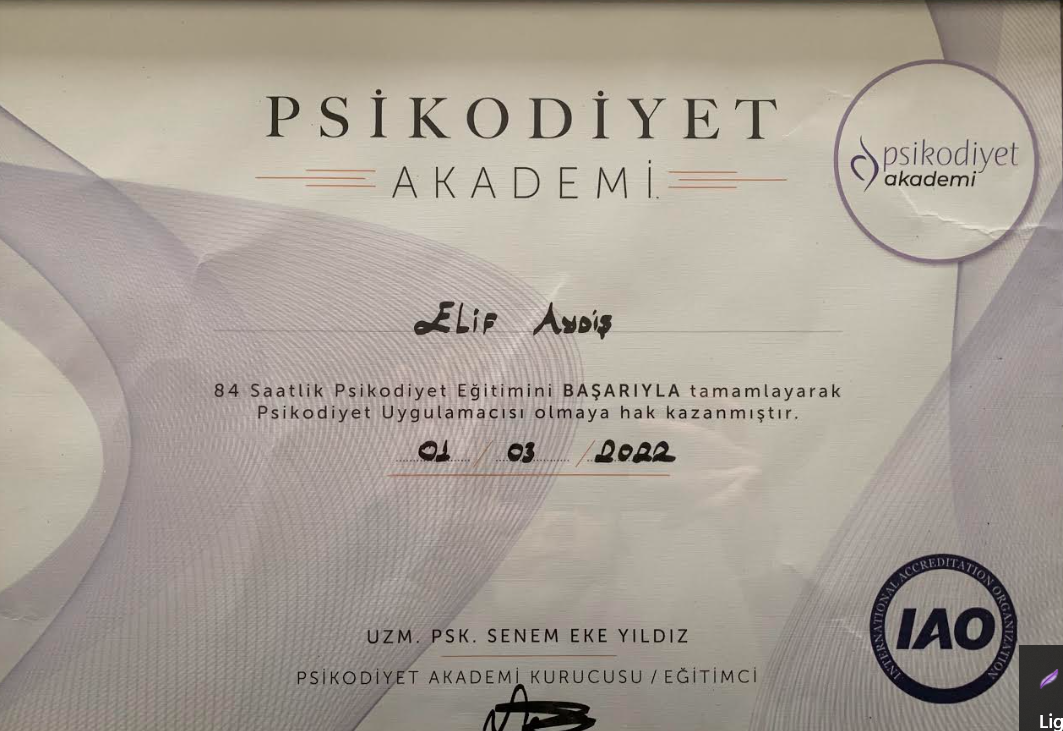 PSİKODİYET
AKADEMİ
psikodiyet
akademi
Elif Aydiş
84 Saatlik Psikodiyet Eğitimini BAŞARIYLA tamamlayarak
Psikodiyet Uygulamacısı olmaya hak kazanmıştır.
01 / 03 / 2022
UZM. PSK. SENEM EKE YILDIZ
PSİKODİYET AKADEMİ KURUCUSU / EĞİTİMCİ
INTERNATIONAL ACCREDITATION ORGANIZATION
IAO
Lig